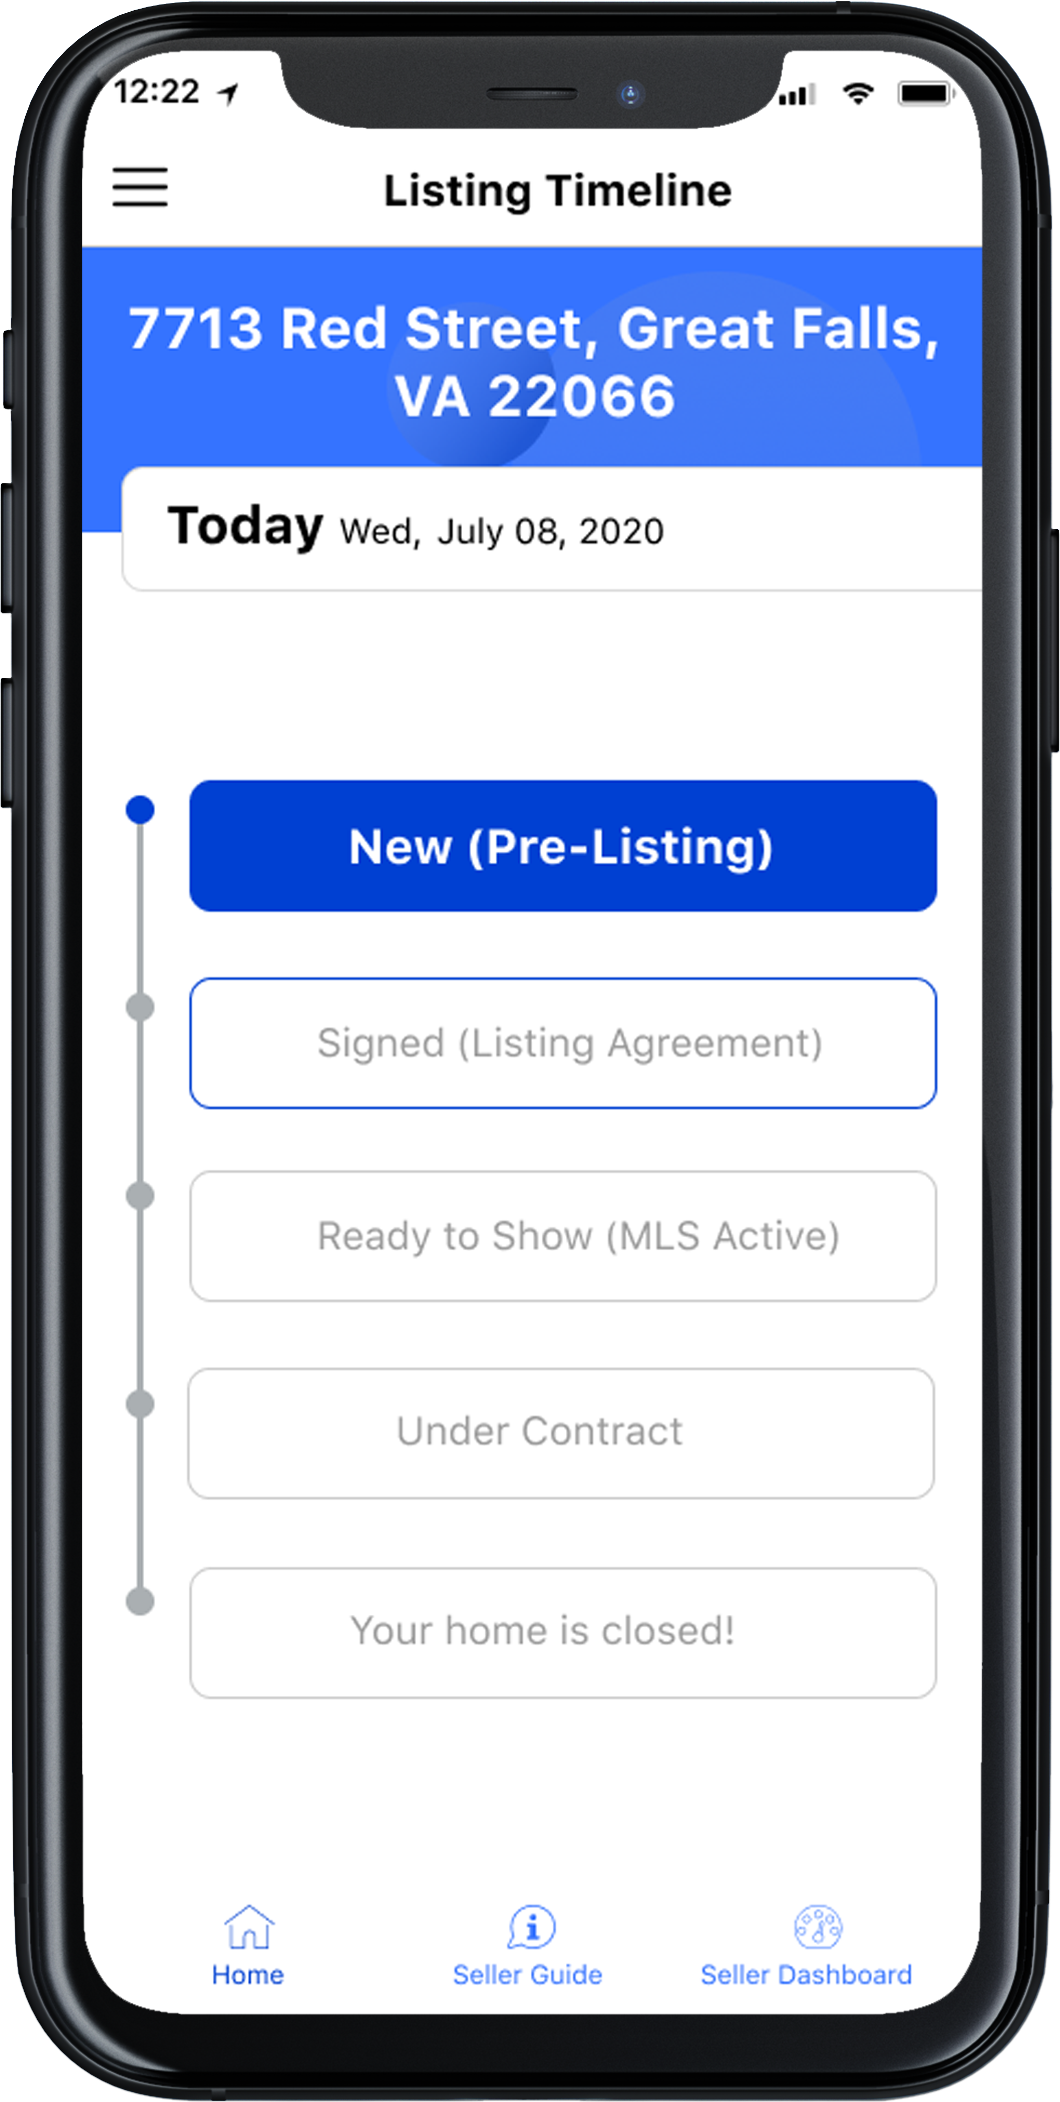 12:22
Listing Timeline
7713 Red Street, Great Falls,
VA 22066
Today Wed, July 08, 2020
New (Pre-Listing)
Signed (Listing Agreement)
Ready to Show (MLS Active)
Under Contract
Your home is closed!
Home
Seller Guide
Seller Dashboard